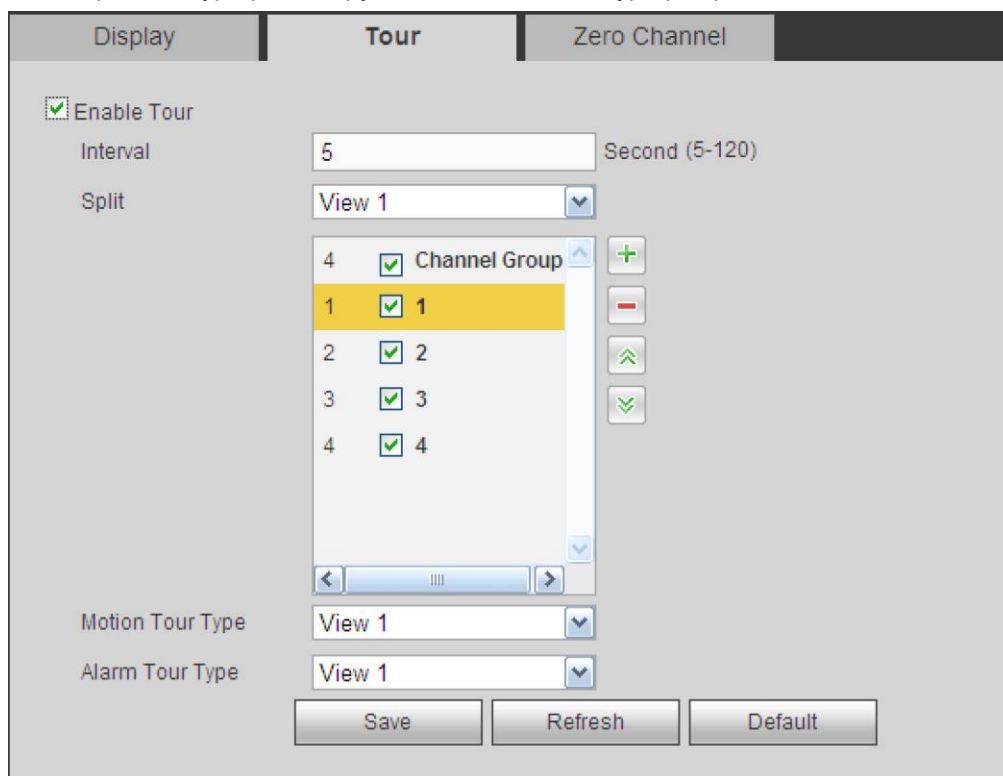 Display Tour Zero Channel
Enable Tour
Interval 5 Second (5-120)
Split View 1
4 Channel Group
1 1
2 2
3 3
4 4
Motion Tour Type View 1
Alarm Tour Type View 1
Save Refresh Default